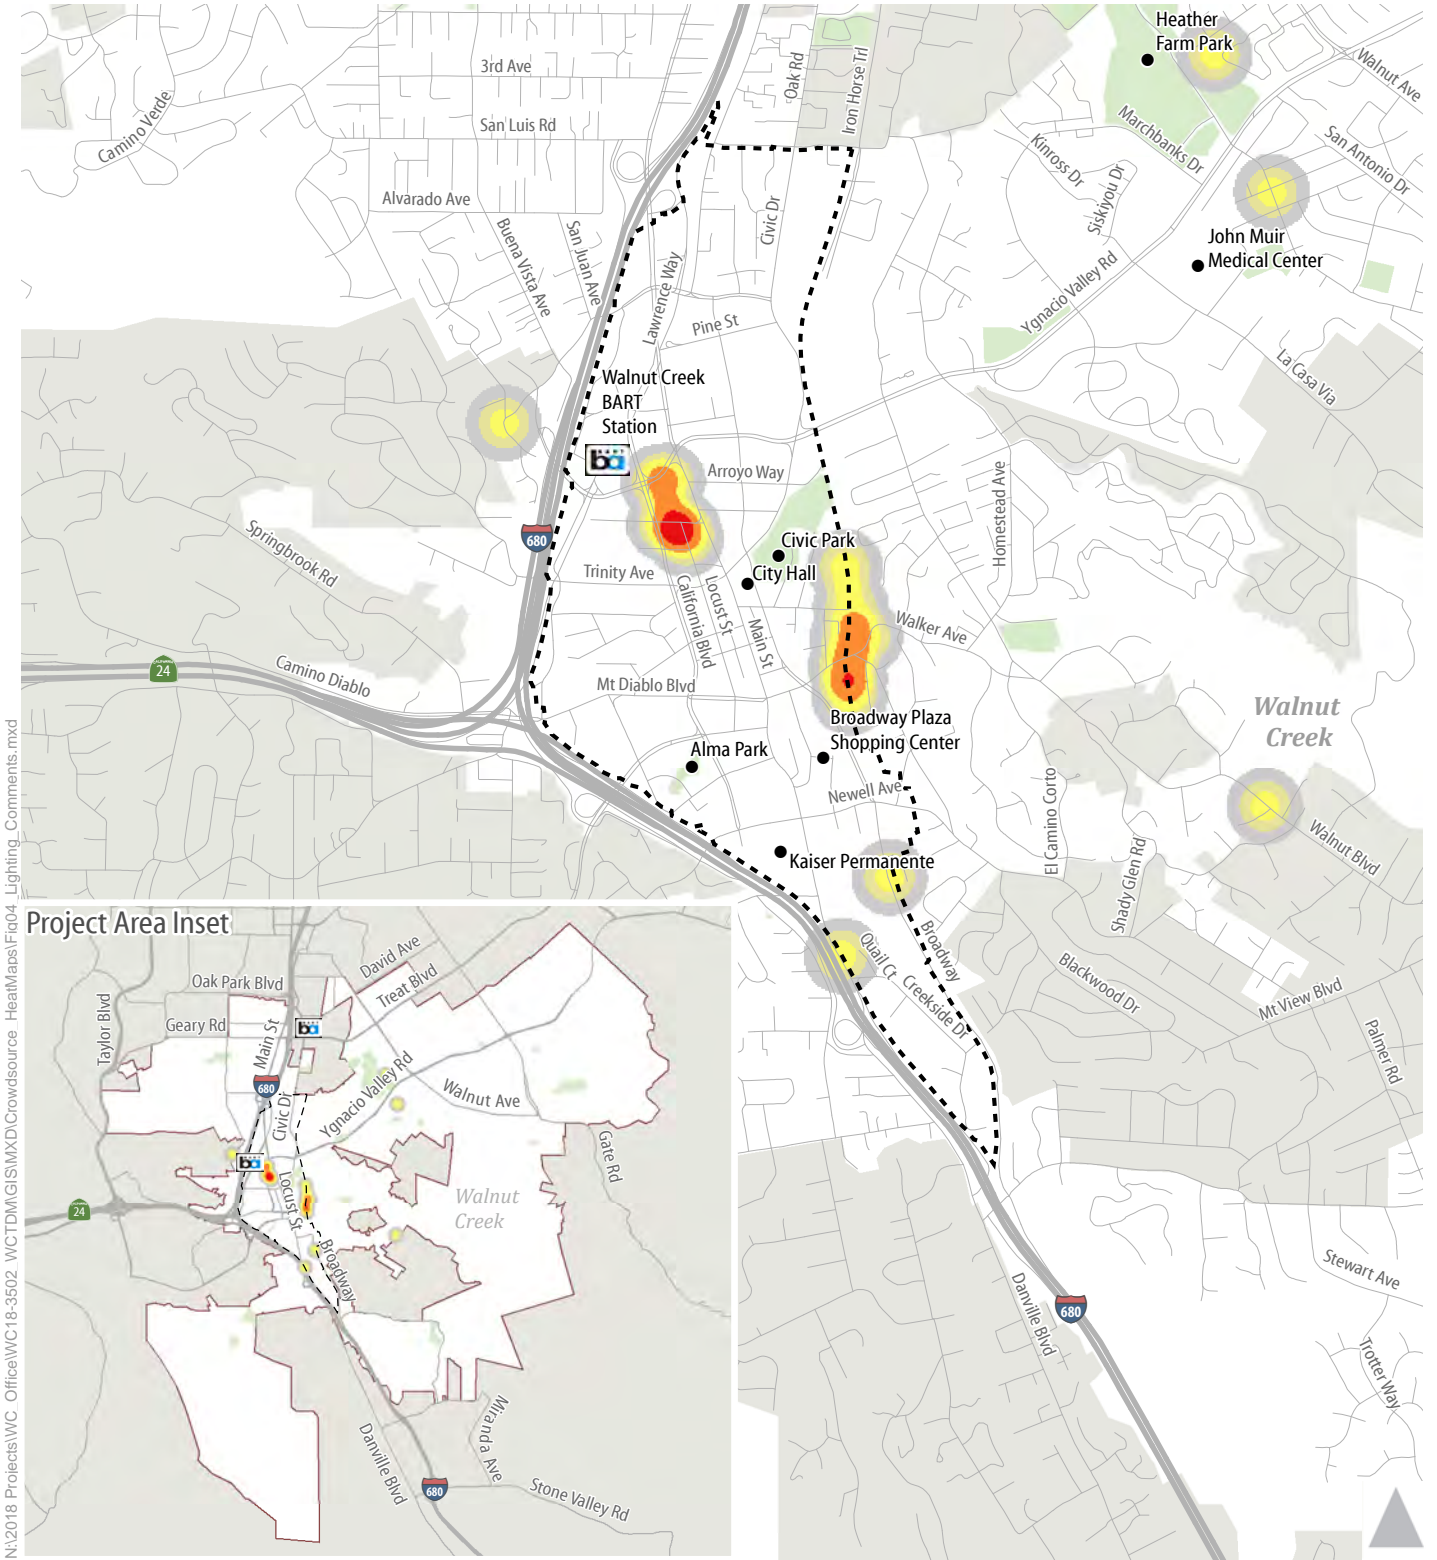 Heather
Farm Park
3rd Ave
Oak Rd
Iron Horse Trl
Walnut Ave
Camino Verde
San Luis Rd
Marchbanks Dr
San Antonio Dr
Kinross Dr
Siskiyou Dr
Alvarado Ave
Buena Vista Ave
San Juan Ave
Civic Dr
John Muir
Medical Center
Lawrence Way
Ygnacio Valley Rd
Pine St
La Casa Via
Walnut Creek
BART
Station
ba
Arroyo Way
Homestead Ave
680
Springbrook Rd
Civic Park
City Hall
Trinity Ave
California Blvd
Locust St
Main St
Walker Ave
24
Camino Diablo
Mt Diablo Blvd
Walnut
Creek
Broadway Plaza
Shopping Center
Alma Park
Newell Ave
El Camino Corto
Shady Glen Rd
Walnut Blvd
Kaiser Permanente
Quail Ct
Broadway
Creekside Dr
Blackwood Dr
Mt View Blvd
Palmer Rd
Stewart Ave
Danville Blvd
680
Trotter Way
Project Area Inset
David Ave
Treat Blvd
Oak Park Blvd
Taylor Blvd
Geary Rd
Main St
ba
680
Civic Dr
Ygnacio Valley Rd
Walnut Ave
Gate Rd
ba
Locust St
Walnut
Creek
24
Broadway
Miranda Ave
Danville Blvd
680
Stone Valley Rd
N:\2018 Projects\WC_Office\WC18-3502_WCTDM\GIS\MXD\Crowdsource_HeatMaps\Fig04_Lighting_Comments.mxd